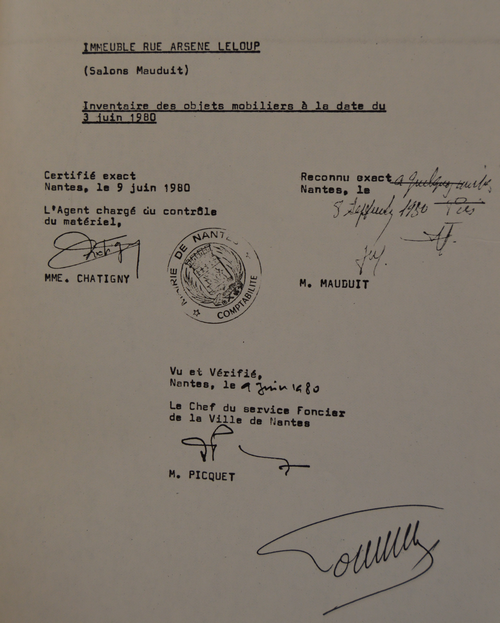 IMMEUBLE RUE ARSENE LELOUP
(Salons Mauduit)
Inventaire des objets mobiliers à la date du
3 juin 1980
Certifié exact
Nantes, le 9 juin 1980
L'Agent chargé du contrôle
du matériel,
MME. CHATIGNY
MAIRIE DE NANTES
COMPTABILITE
Reconnu exact a quelques
Nantes, le
5 1980
M. MAUDUIT
Vu et Vérifié,
Nantes, le 9 juin 1980
Le Chef du service Foncier
de la Ville de Nantes
M. PICQUET